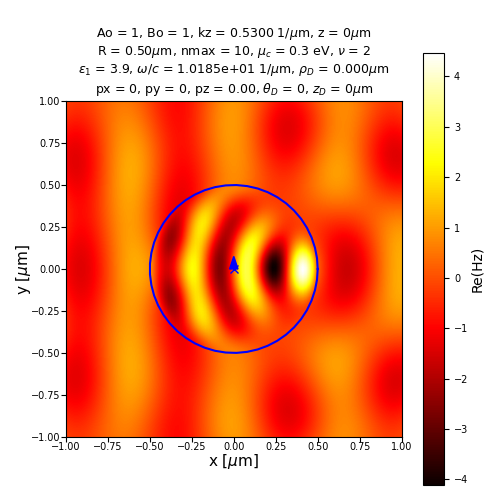 Ao = 1, Bo = 1, kz = 0.5300 1/μm, z = 0μm
R = 0.50μm, nmax = 10, μ_c = 0.3 eV, ν = 2
ε₁ = 3.9, ω/c = 1.0185e+01 1/μm, ρ_D = 0.000μm
px = 0, py = 0, pz = 0.00, θ_D = 0, z_D = 0μm
1.00
0.75
0.50
0.25
0.00
−0.25
−0.50
−0.75
−1.00
y [μm]
−1.00 −0.75 −0.50 −0.25 0.00 0.25 0.50 0.75 1.00
x [μm]
4
3
2
1
0
−1
−2
−3
−4
Re(Hz)